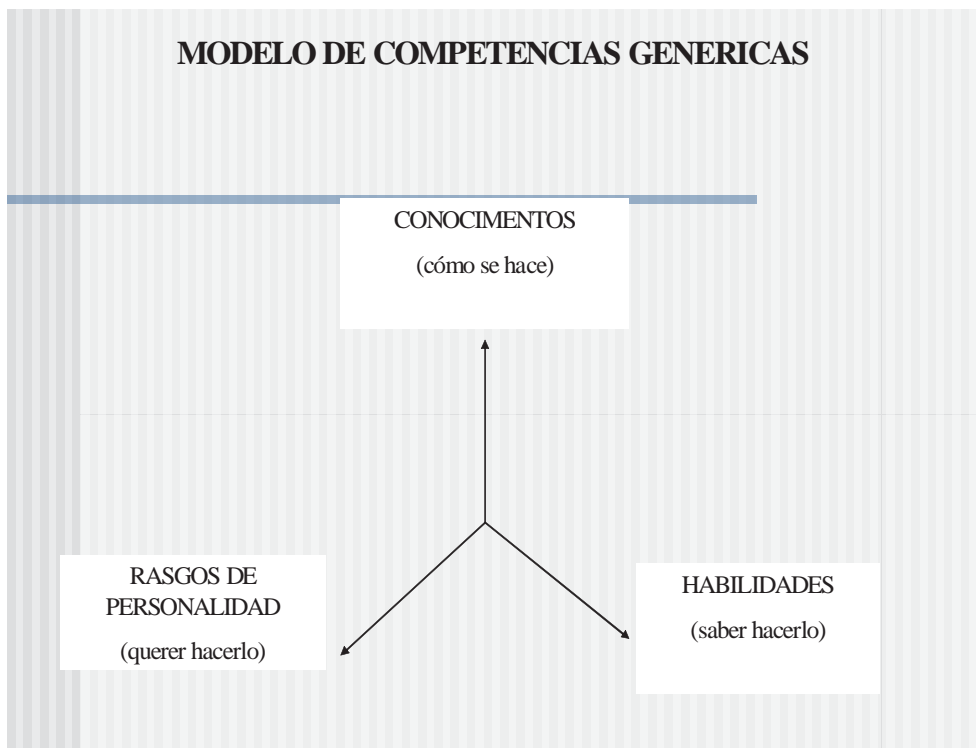 MODELO DE COMPETENCIAS GENERICAS
CONOCIMENTOS
(cómo se hace)
RASGOS DE
PERSONALIDAD
(querer hacerlo)
HABILIDADES
(saber hacerlo)